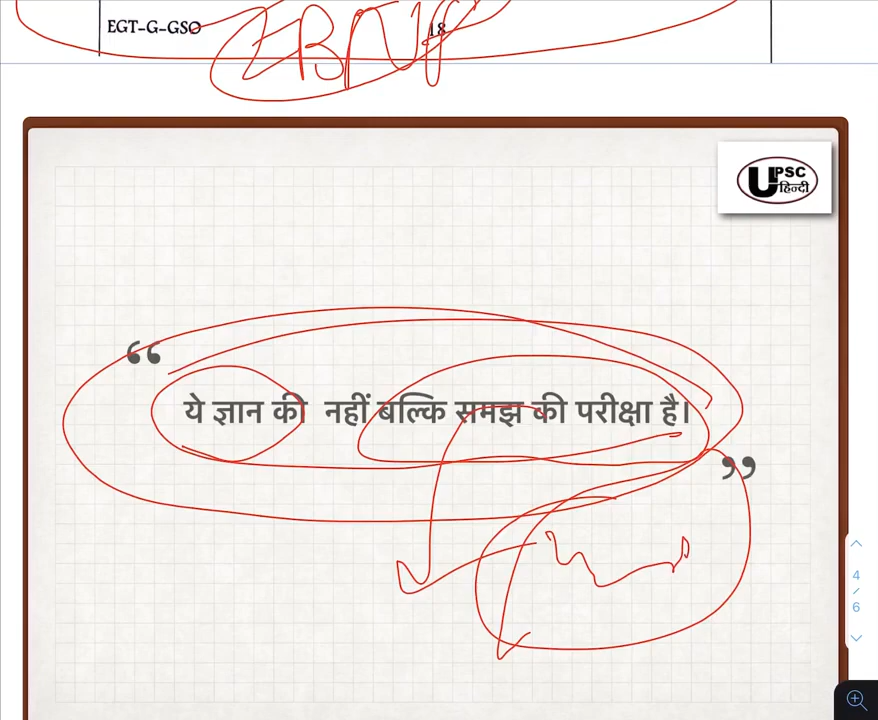 EGT-G-GSO
18
UPSC
हिन्दी
“
ये ज्ञान की नहीं बल्कि समझ की परीक्षा है।
”
4
/
6